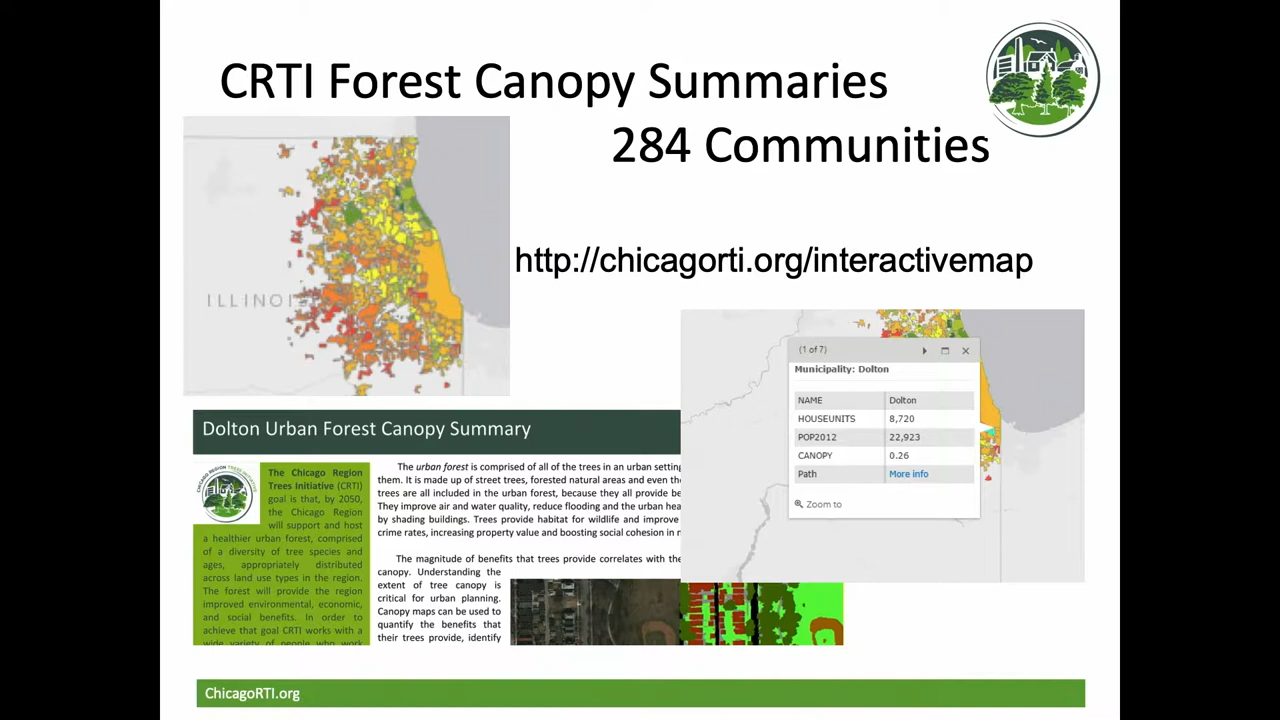 CRTI Forest Canopy Summaries
284 Communities
ILLINOIS
http://chicagorti.org/interactivemap
(1 of 7)
Municipality: Dolton
NAME Dolton
HOUSEUNITS 8,720
POP2012 22,923
CANOPY 0.26
Path More info
Zoom to
Dolton Urban Forest Canopy Summary
CHICAGO REGION TREES INITIATIVE
The Chicago Region
Trees Initiative (CRTI)
goal is that, by 2050,
the Chicago Region
will support and host
a healthier urban forest, comprised
of a diversity of tree species and
ages, appropriately distributed
across land use types in the region.
The forest will provide the region
improved environmental, economic,
and social benefits. In order to
achieve that goal CRTI works with a
wide variety of people who work
The urban forest is comprised of all of the trees in an urban setting
them. It is made up of street trees, forested natural areas and even the
trees are all included in the urban forest, because they all provide be
They improve air and water quality, reduce flooding and the urban hea
by shading buildings. Trees provide habitat for wildlife and improve
crime rates, increasing property value and boosting social cohesion in
The magnitude of benefits that trees provide correlates with the
canopy. Understanding the
extent of tree canopy is
critical for urban planning.
Canopy maps can be used to
quantify the benefits that
their trees provide, identify
ChicagoRTI.org